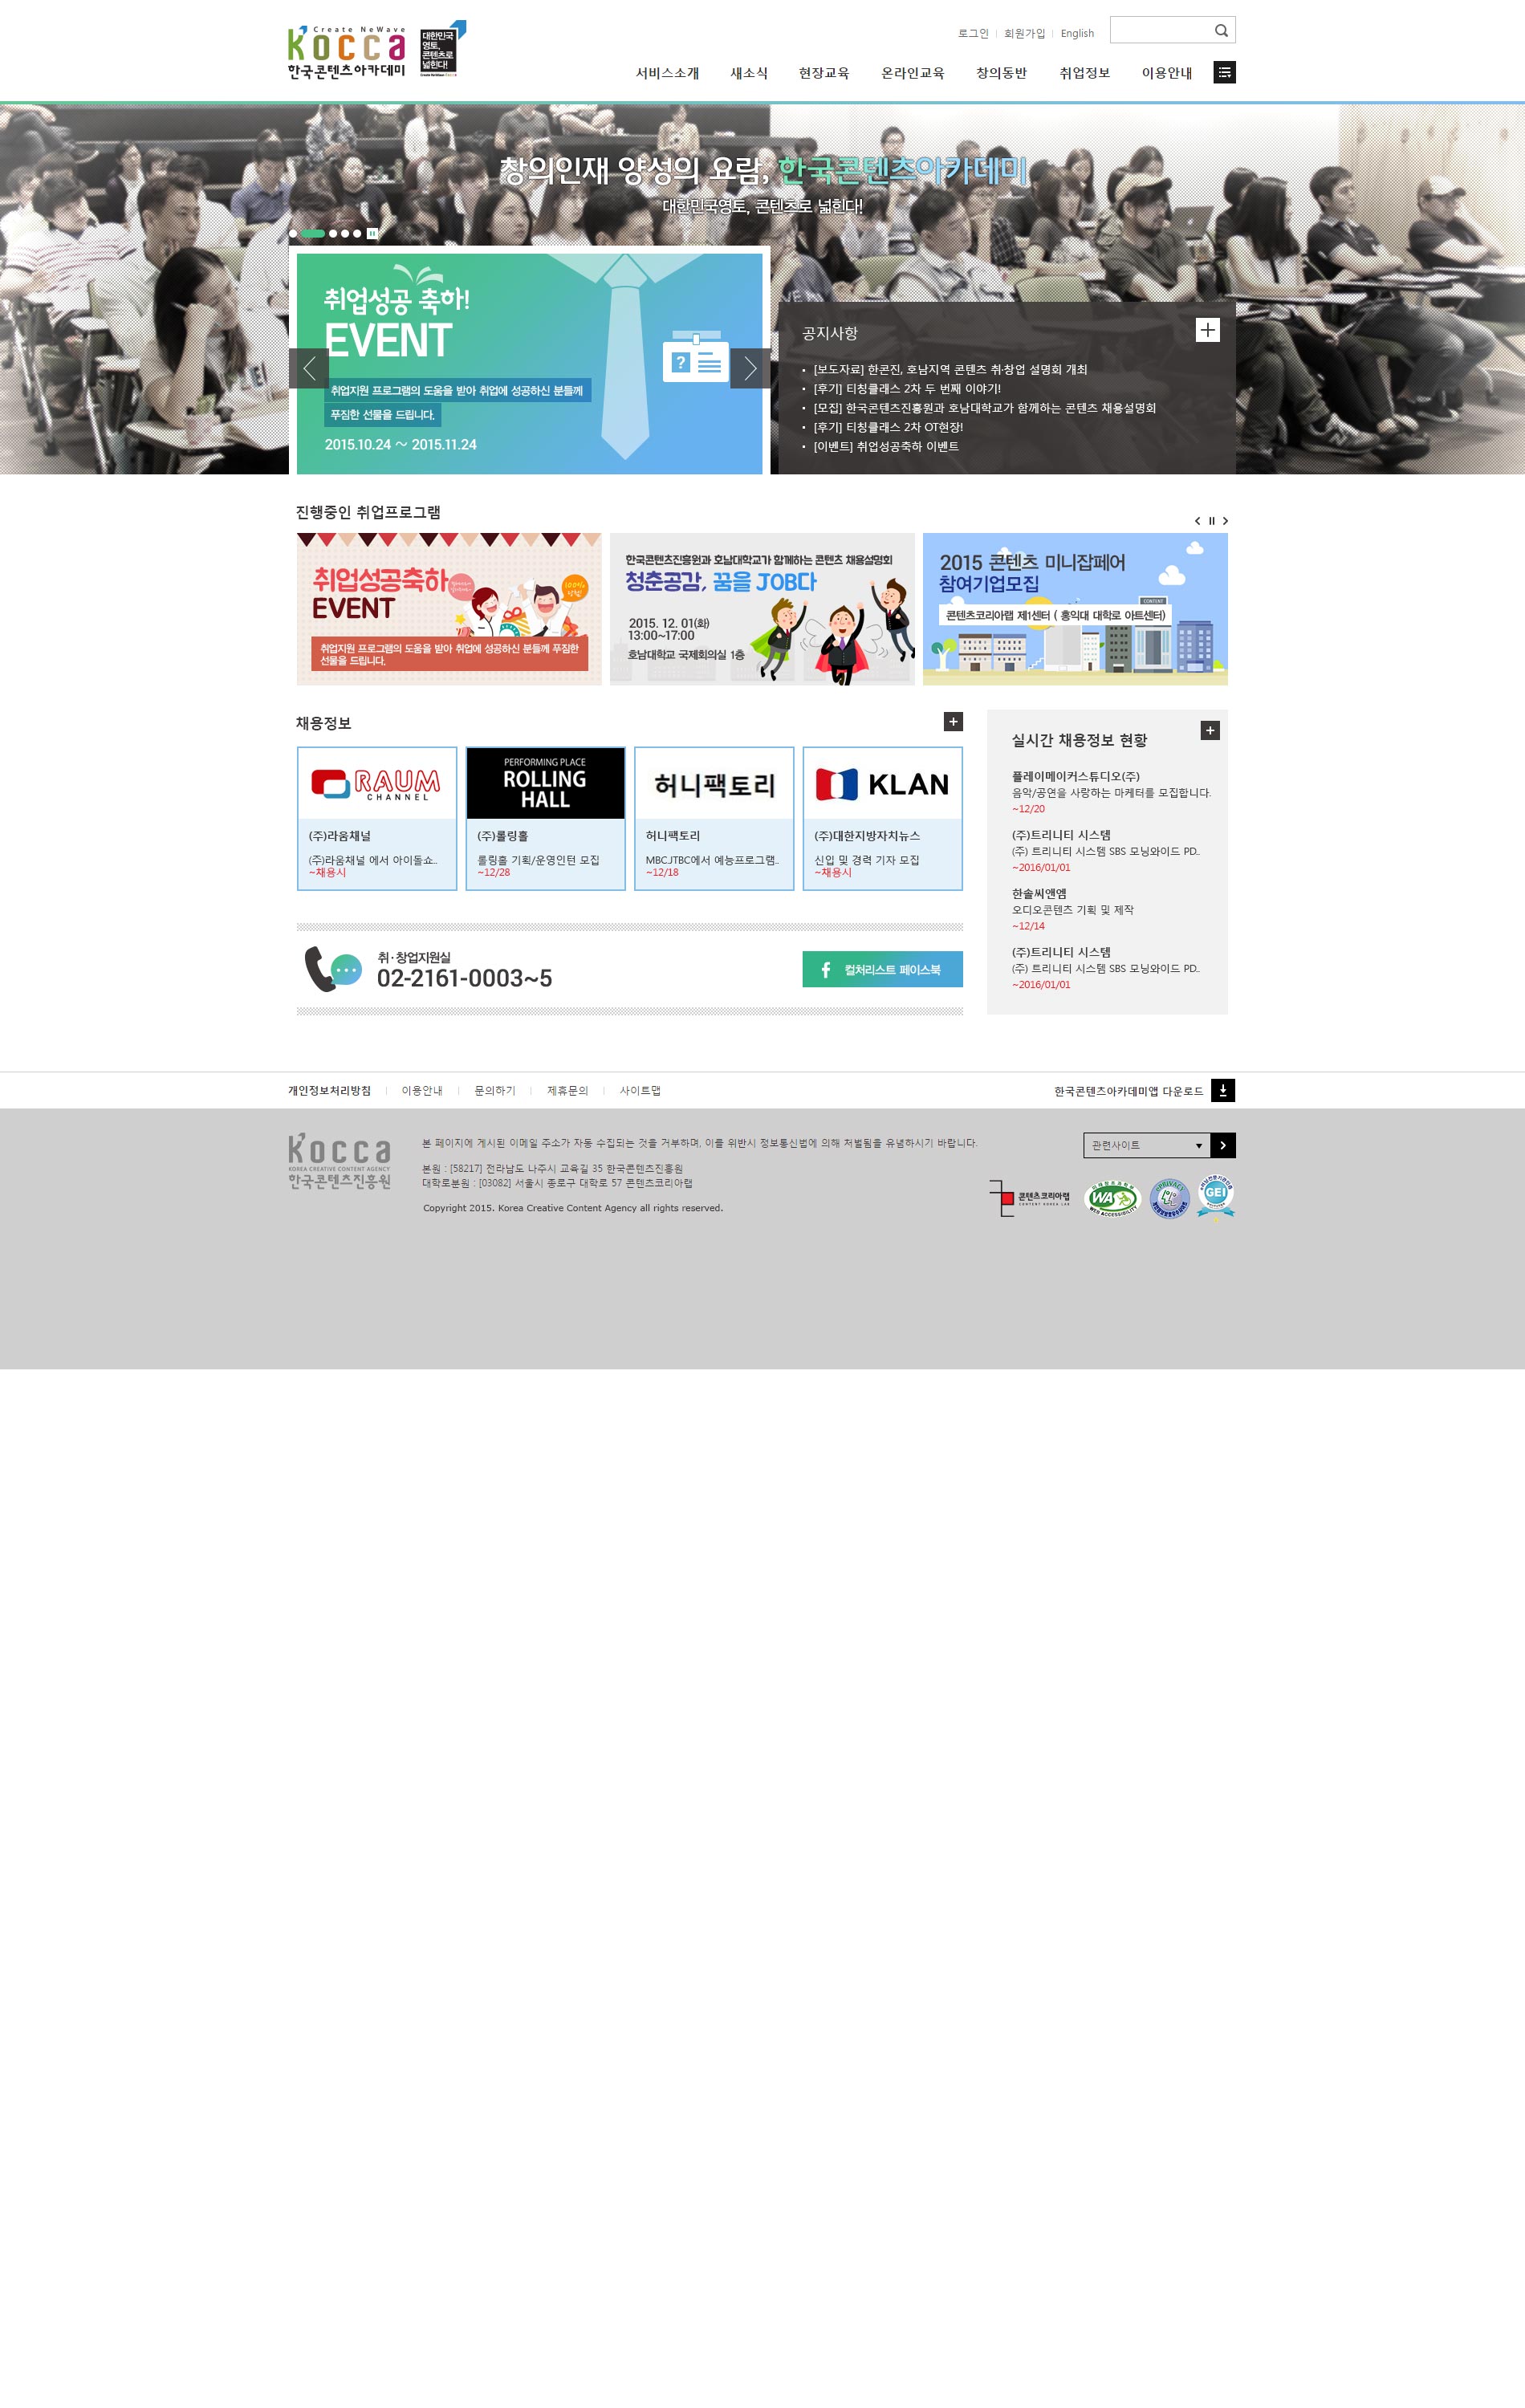 Create NeWave
Kocca
한국콘텐츠아카데미
대한민국
영토,
콘텐츠로
넓힌다!
로그인
회원가입
English
서비스소개
새소식
현장교육
온라인교육
창의동반
취업정보
이용안내
창의인재 양성의 요람, 한국콘텐츠아카데미
대한민국영토, 콘텐츠로 넓힌다!
취업성공 축하!
EVENT
취업지원 프로그램의 도움을 받아 취업에 성공하신 분들께
푸짐한 선물을 드립니다.
2015.10.24 ~ 2015.11.24
?
공지사항
[보도자료] 한콘진, 호남지역 콘텐츠 취·창업 설명회 개최
[후기] 티칭클래스 2차 두 번째 이야기!
[모집] 한국콘텐츠진흥원과 호남대학교가 함께하는 콘텐츠 채용설명회
[후기] 티칭클래스 2차 OT현장!
[이벤트] 취업성공축하 이벤트
진행중인 취업프로그램
취업성공축하
EVENT
100%
취업지원 프로그램의 도움을 받아 취업에 성공하신 분들께 푸짐한
선물을 드립니다.
한국콘텐츠진흥원과 호남대학교가 함께하는 콘텐츠 채용설명회
청춘공감, 꿈을 JOB다
2015. 12. 01(화)
13:00~17:00
호남대학교 국제회의실 1층
2015 콘텐츠 미니잡페어
참여기업모집
CONTENT
콘텐츠코리아랩 제1센터 ( 홍익대 대학로 아트센터)
채용정보
RAUM
CHANNEL
(주)라움채널
(주)라움채널 에서 아이돌쇼..
~채용시
PERFORMING PLACE
ROLLING
HALL
(주)롤링홀
롤링홀 기획/운영인턴 모집
~12/28
허니팩토리
허니팩토리
MBC.JTBC에서 예능프로그램..
~12/18
KLAN
(주)대한지방자치뉴스
신입 및 경력 기자 모집
~채용시
실시간 채용정보 현황
플레이메이커스튜디오(주)
음악/공연을 사랑하는 마케터를 모집합니다.
~12/20
(주)트리니티 시스템
(주) 트리니티 시스템 SBS 모닝와이드 PD..
~2016/01/01
한솔씨앤엠
오디오콘텐츠 기획 및 제작
~12/14
(주)트리니티 시스템
(주) 트리니티 시스템 SBS 모닝와이드 PD..
~2016/01/01
취 · 창업지원실
02-2161-0003~5
f 컬처리스트 페이스북
개인정보처리방침
이용안내
문의하기
제휴문의
사이트맵
한국콘텐츠아카데미앱 다운로드
Kocca
KOREA CREATIVE CONTENT AGENCY
한국콘텐츠진흥원
본 페이지에 게시된 이메일 주소가 자동 수집되는 것을 거부하며, 이를 위반시 정보통신법에 의해 처벌됨을 유념하시기 바랍니다.
본원 : [58217] 전라남도 나주시 교육길 35 한국콘텐츠진흥원
대학로분원 : [03082] 서울시 종로구 대학로 57 콘텐츠코리아랩
Copyright 2015. Korea Creative Content Agency all rights reserved.
관련사이트
콘텐츠코리아랩
CONTENT KOREA LAB
WA
WEB ACCESSIBILITY
ePRIVACY
GEI